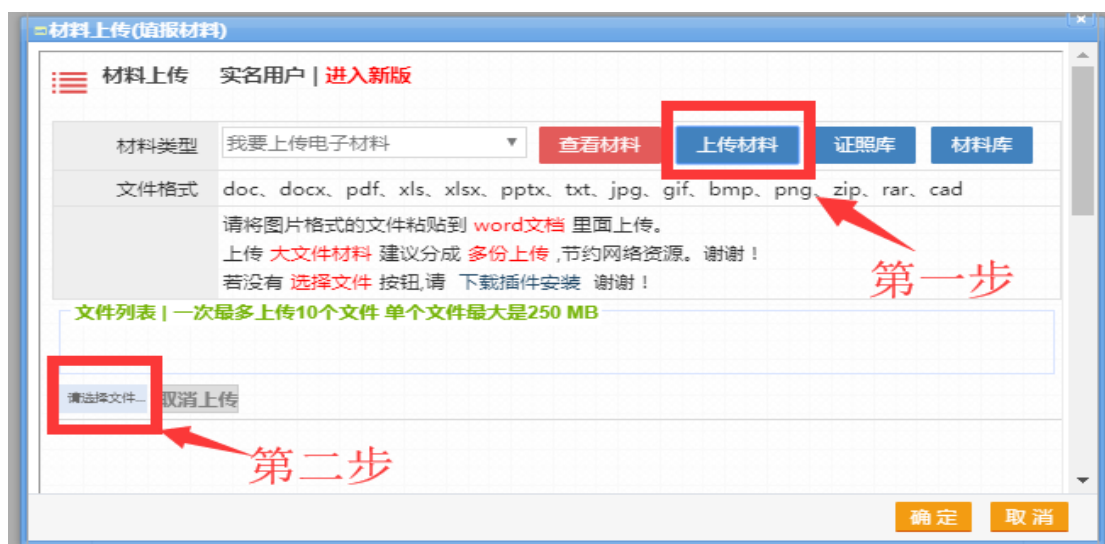 材料上传(填报材料)
材料上传 实名用户 | 进入新版
材料类型 我要上传电子材料 查看材料 上传材料 证照库 材料库
文件格式 doc、docx、pdf、xls、xlsx、pptx、txt、jpg、gif、bmp、png、zip、rar、cad
请将图片格式的文件粘贴到 word文档 里面上传。
上传 大文件材料 建议分成 多份上传 ,节约网络资源。谢谢！
若没有 选择文件 按钮,请 下载插件安装 谢谢！
第一步
文件列表 | 一次最多上传10个文件 单个文件最大是250 MB
请选择文件... 取消上传
第二步
确定 取消